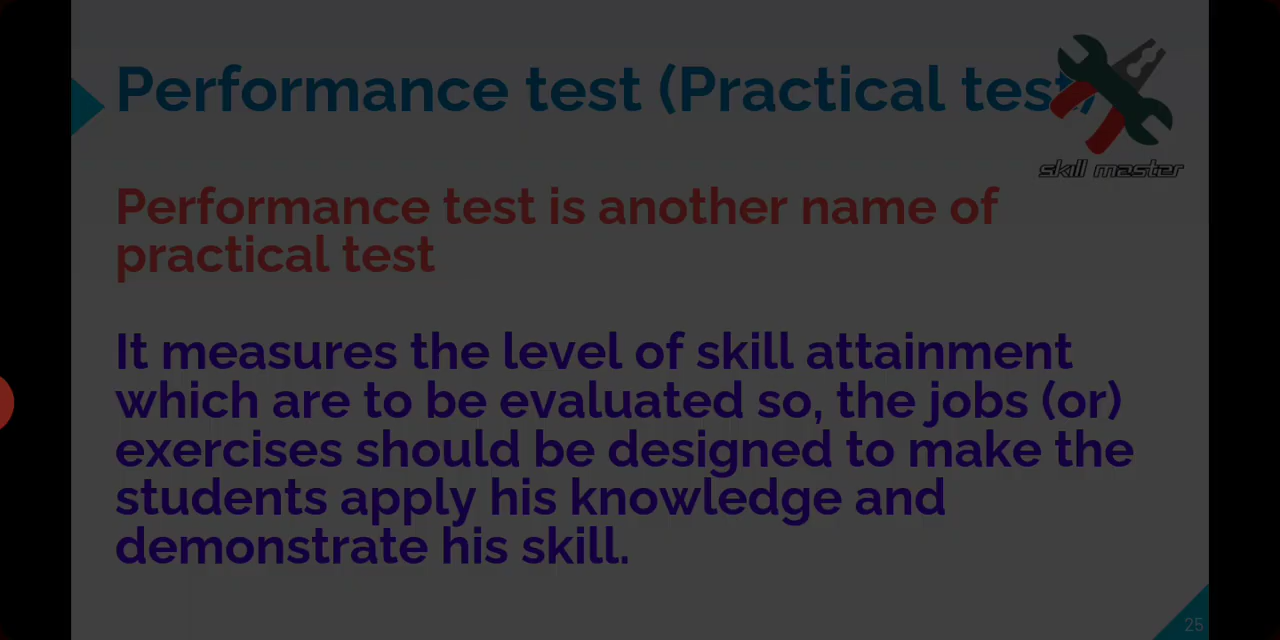 Performance test (Practical test)
skill master
Performance test is another name of
practical test
It measures the level of skill attainment
which are to be evaluated so, the jobs (or)
exercises should be designed to make the
students apply his knowledge and
demonstrate his skill.
25